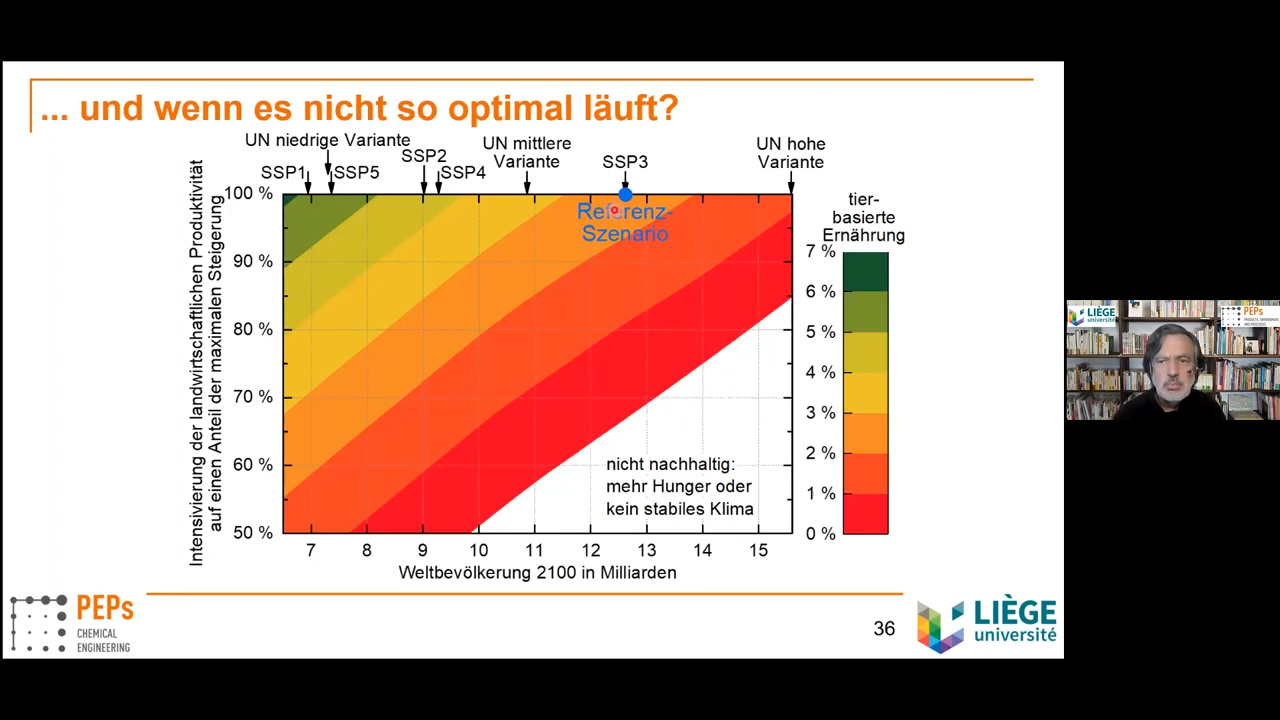 ... und wenn es nicht so optimal läuft?
UN niedrige Variante
SSP1
SSP5
SSP2
SSP4
UN mittlere
Variante
SSP3
UN hohe
Variante
Intensivierung der landwirtschaftlichen Produktivität
auf einen Anteil der maximalen Steigerung
100 %
90 %
80 %
70 %
60 %
50 %
Referenz-
Szenario
nicht nachhaltig:
mehr Hunger oder
kein stabiles Klima
7
8
9
10
11
12
13
14
15
Weltbevölkerung 2100 in Milliarden
tier-
basierte
Ernährung
7 %
6 %
5 %
4 %
3 %
2 %
1 %
0 %
PEPs
CHEMICAL
ENGINEERING
36
LIÈGE
université
LIÈGE
université
PEPs